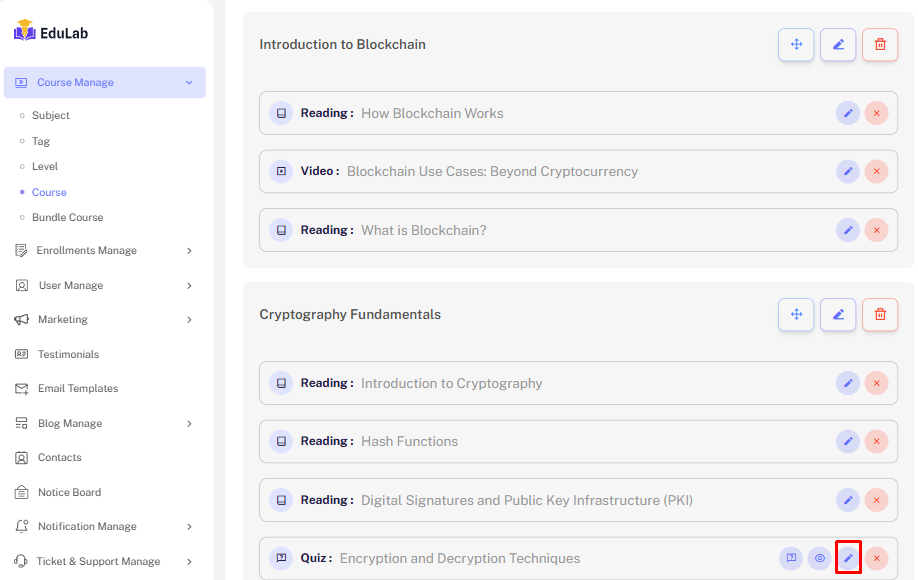 EduLab
Course Manage
Subject
Tag
Level
Course
Bundle Course
Enrollments Manage
User Manage
Marketing
Testimonials
Email Templates
Blog Manage
Contacts
Notice Board
Notification Manage
Ticket & Support Manage
Introduction to Blockchain
Reading : How Blockchain Works
Video : Blockchain Use Cases: Beyond Cryptocurrency
Reading : What is Blockchain?
Cryptography Fundamentals
Reading : Introduction to Cryptography
Reading : Hash Functions
Reading : Digital Signatures and Public Key Infrastructure (PKI)
Quiz : Encryption and Decryption Techniques